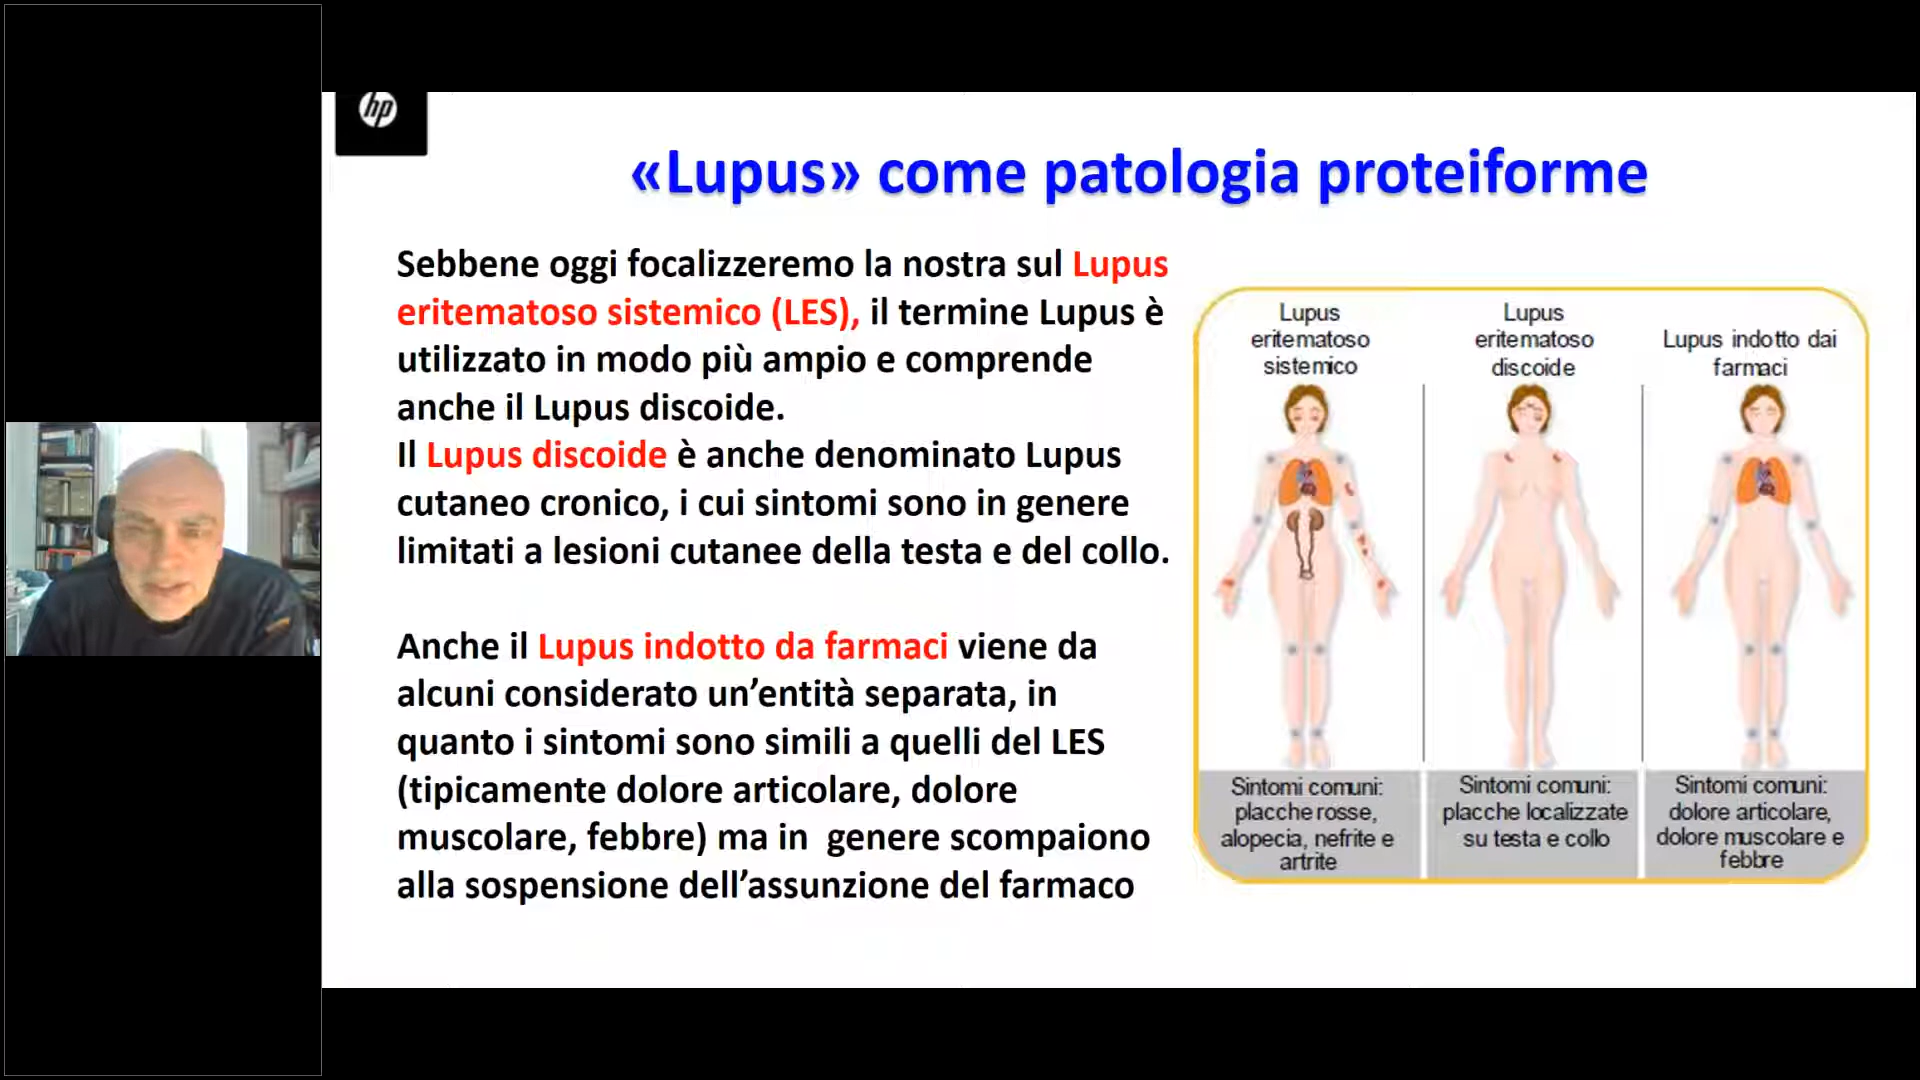 hp
«Lupus» come patologia proteiforme
Sebbene oggi focalizzeremo la nostra sul Lupus
eritematoso sistemico (LES), il termine Lupus è
utilizzato in modo più ampio e comprende
anche il Lupus discoide.
Il Lupus discoide è anche denominato Lupus
cutaneo cronico, i cui sintomi sono in genere
limitati a lesioni cutanee della testa e del collo.
Anche il Lupus indotto da farmaci viene da
alcuni considerato un’entità separata, in
quanto i sintomi sono simili a quelli del LES
(tipicamente dolore articolare, dolore
muscolare, febbre) ma in  genere scompaiono
alla sospensione dell’assunzione del farmaco
Lupus
eritematoso
sistemico
Lupus
eritematoso
discoide
Lupus indotto dai
farmaci
Sintomi comuni:
placche rosse,
alopecia, nefrite e
artrite
Sintomi comuni:
placche localizzate
su testa e collo
Sintomi comuni:
dolore articolare,
dolore muscolare e
febbre